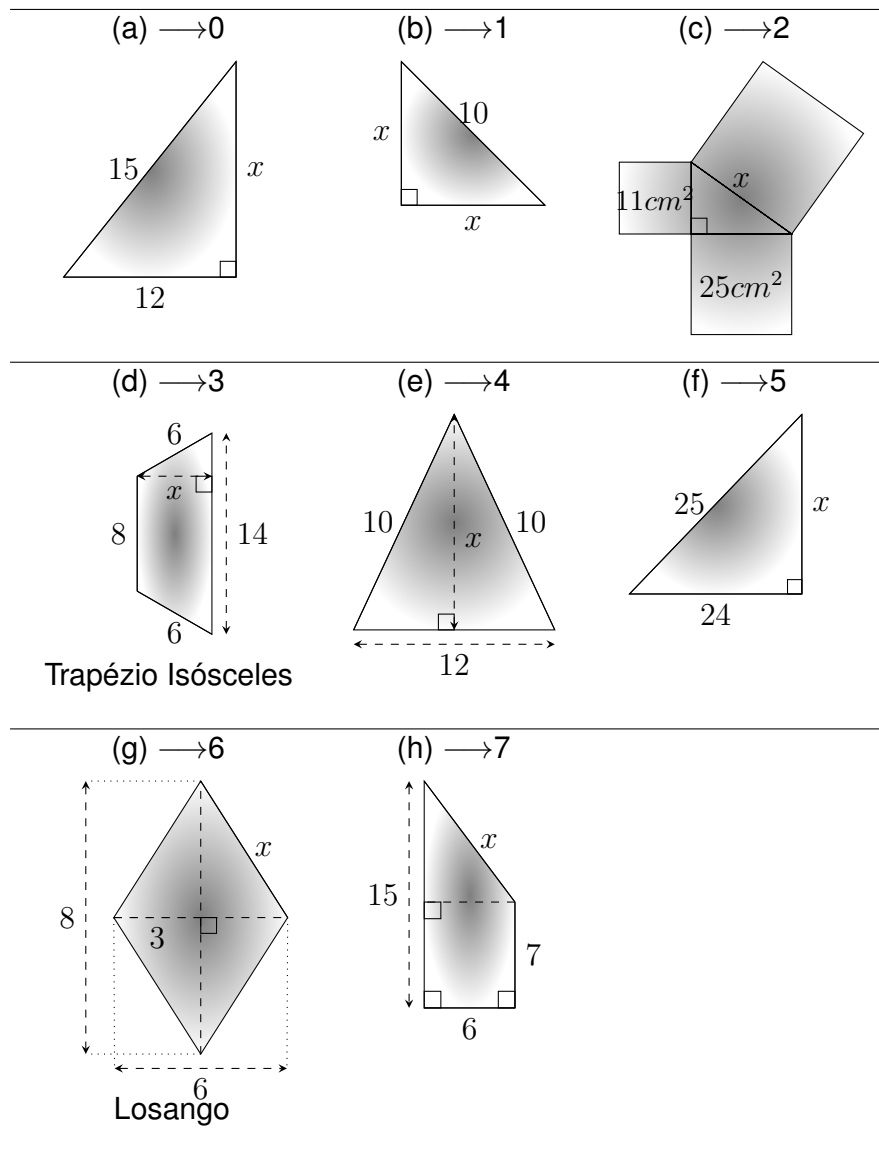 (a) ⟶0 (b) ⟶1 (c) ⟶2
15 x 12
x 10 x
11cm² x 25cm²
(d) ⟶3 (e) ⟶4 (f) ⟶5
6 x 8 14 6
Trapézio Isósceles
10 x 10 12
25 x 24
(g) ⟶6 (h) ⟶7
8 x 3 6
Losango
15 x 7 6